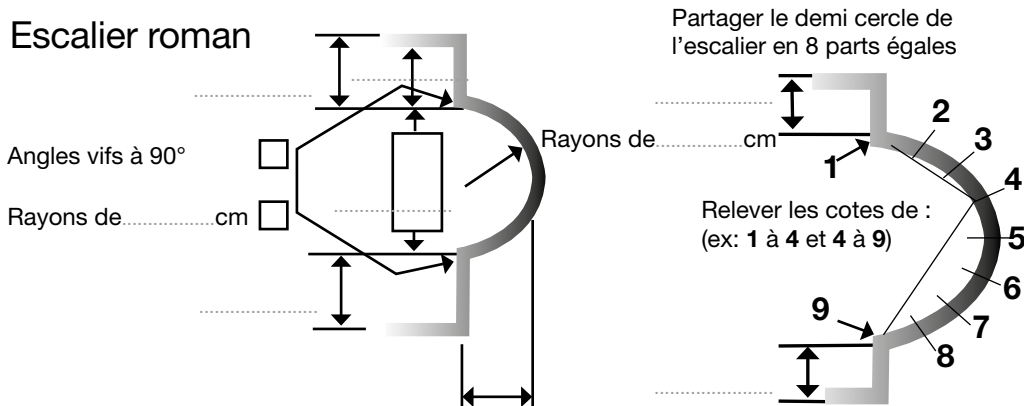 Escalier roman
Partager le demi cercle de
l'escalier en 8 parts égales
Angles vifs à 90°
Rayons de..............cm
Rayons de..............cm
1
2
3
4
5
6
7
8
9
Relever les cotes de :
(ex: 1 à 4 et 4 à 9)